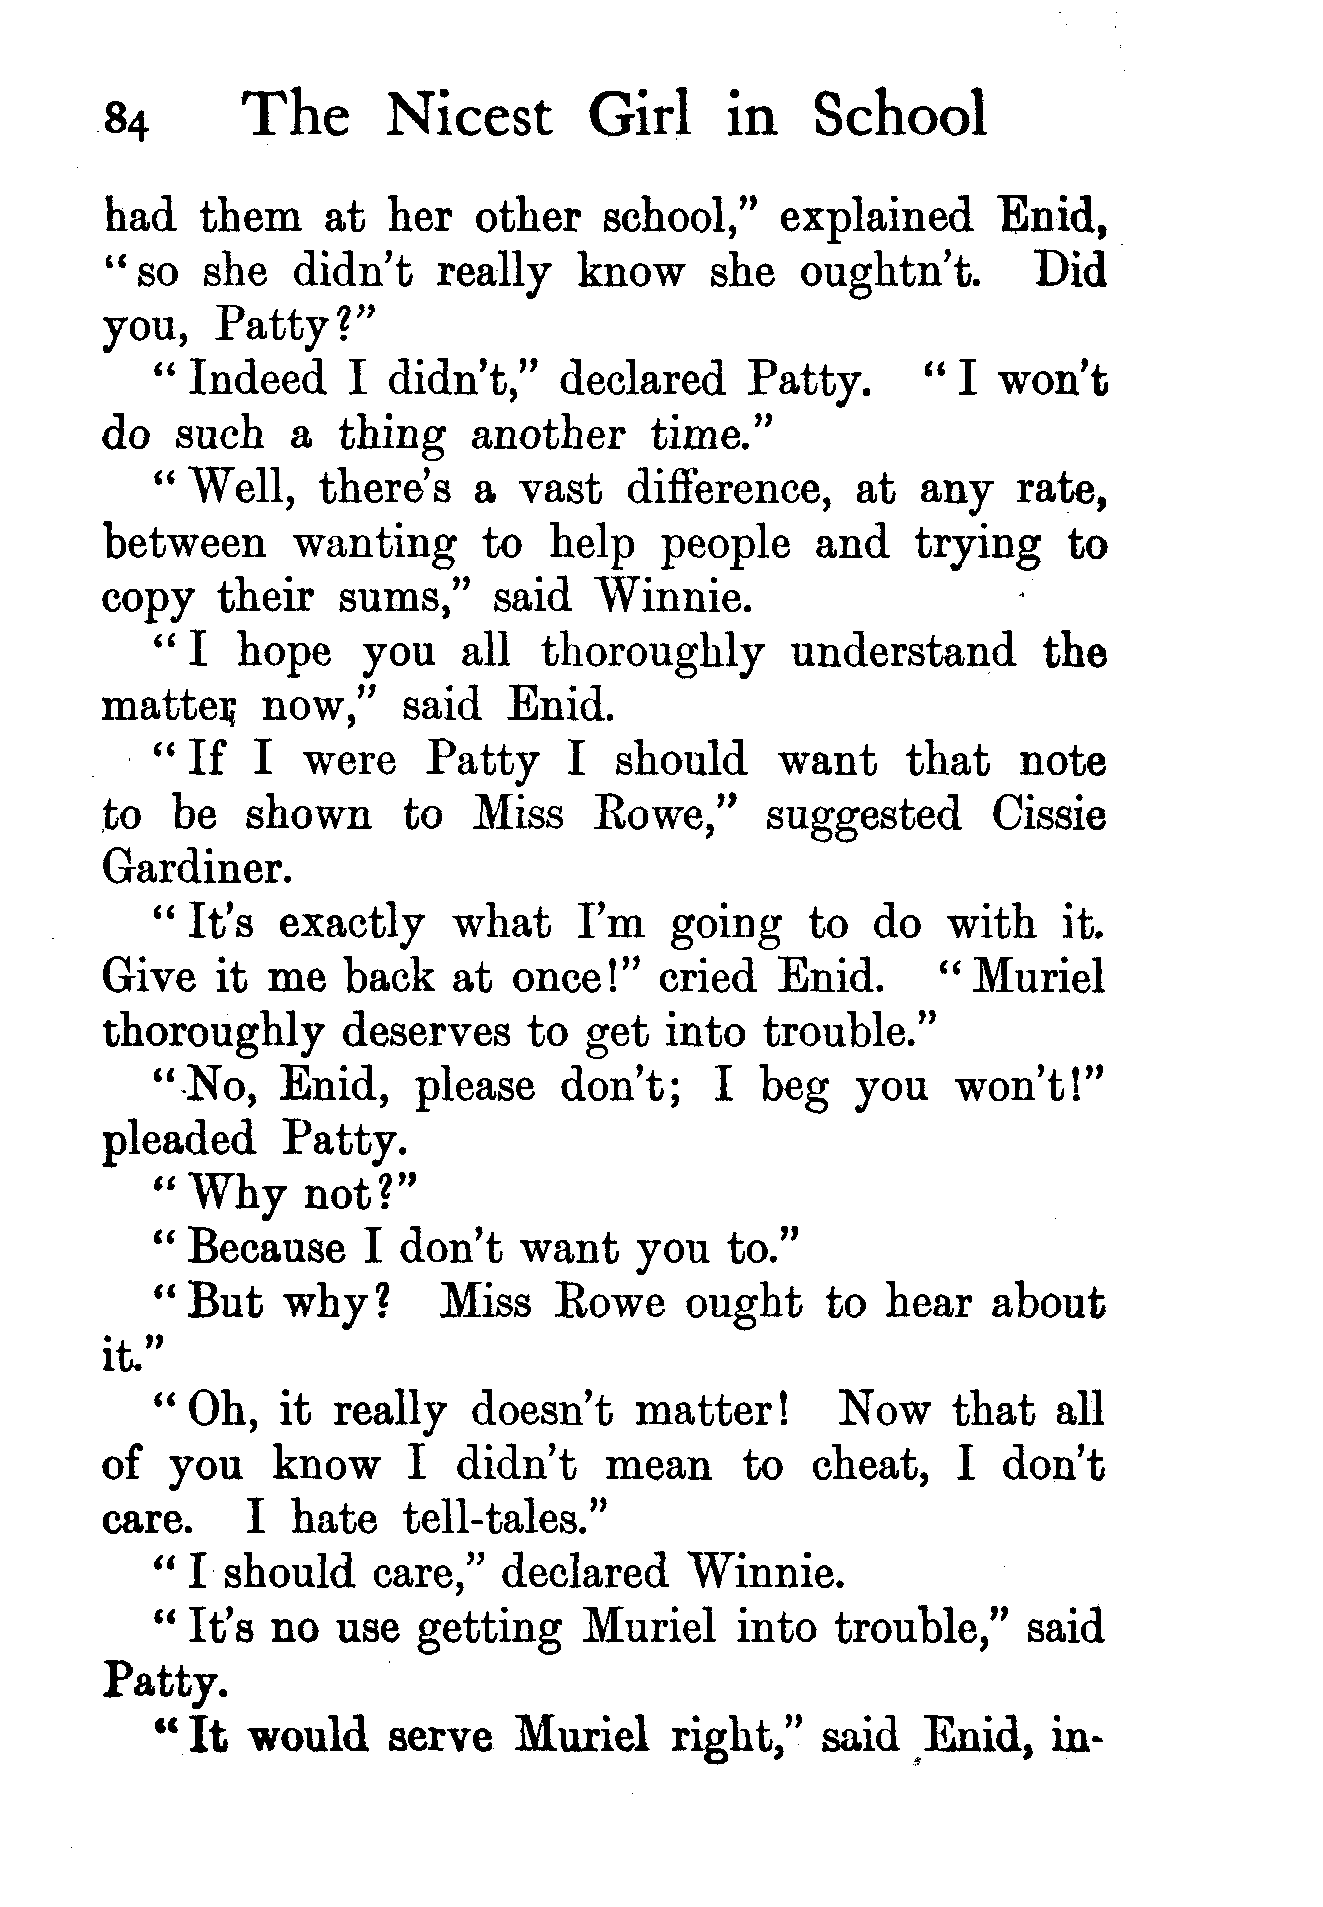 84 The Nicest Girl in School
had them at her other school,” explained Enid,
“so she didn’t really know she oughtn’t. Did
you, Patty?”
“Indeed I didn’t,” declared Patty. “I won’t
do such a thing another time.”
“Well, there’s a vast difference, at any rate,
between wanting to help people and trying to
copy their sums,” said Winnie.
“I hope you all thoroughly understand the
matter now,” said Enid.
“If I were Patty I should want that note
to be shown to Miss Rowe,” suggested Cissie
Gardiner.
“It’s exactly what I’m going to do with it.
Give it me back at once!” cried Enid. “Muriel
thoroughly deserves to get into trouble.”
“No, Enid, please don’t; I beg you won’t!”
pleaded Patty.
“Why not?”
“Because I don’t want you to.”
“But why? Miss Rowe ought to hear about
it.”
“Oh, it really doesn’t matter! Now that all
of you know I didn’t mean to cheat, I don’t
care. I hate tell-tales.”
“I should care,” declared Winnie.
“It’s no use getting Muriel into trouble,” said
Patty.
“It would serve Muriel right,” said Enid, in-